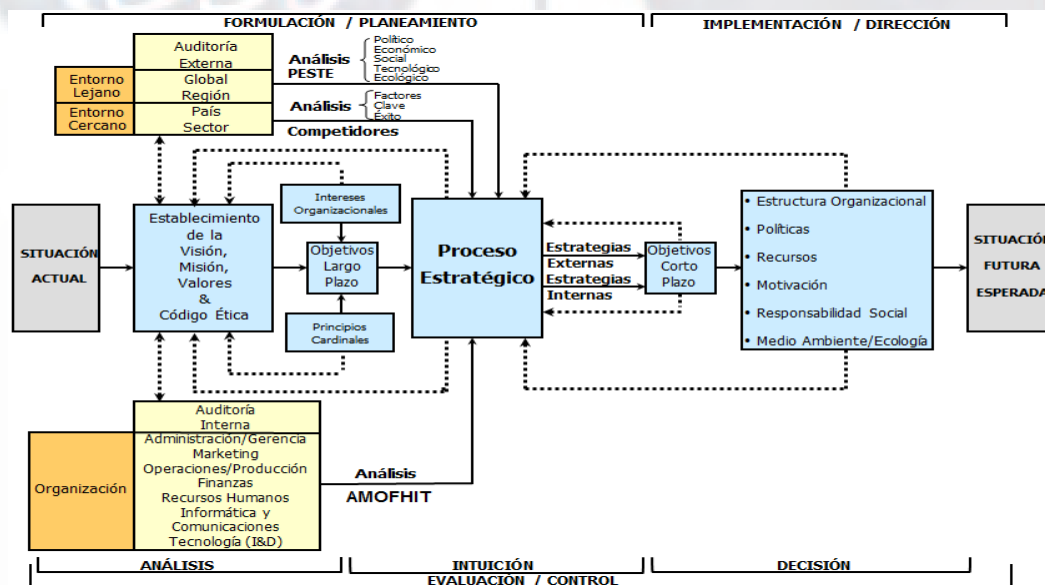 FORMULACIÓN / PLANEAMIENTO
IMPLEMENTACIÓN / DIRECCIÓN
Auditoría
Externa
Entorno
Lejano
Global
Región
Entorno
Cercano
País
Sector
Análisis
PESTE
Político
Económico
Social
Tecnológico
Ecológico
Análisis
Competidores
Factores
Clave
Éxito
SITUACIÓN
ACTUAL
Establecimiento
de la
Visión,
Misión,
Valores
&
Código Ética
Intereses
Organizacionales
Objetivos
Largo
Plazo
Principios
Cardinales
Proceso
Estratégico
Estrategias
Externas
Estrategias
Internas
Objetivos
Corto
Plazo
• Estructura Organizacional
• Políticas
• Recursos
• Motivación
• Responsabilidad Social
• Medio Ambiente/Ecología
SITUACIÓN
FUTURA
ESPERADA
Auditoría
Interna
Organización
Administración/Gerencia
Marketing
Operaciones/Producción
Finanzas
Recursos Humanos
Informática y
Comunicaciones
Tecnología (I&D)
Análisis
AMOFHIT
ANÁLISIS
INTUICIÓN
DECISIÓN
EVALUACIÓN / CONTROL